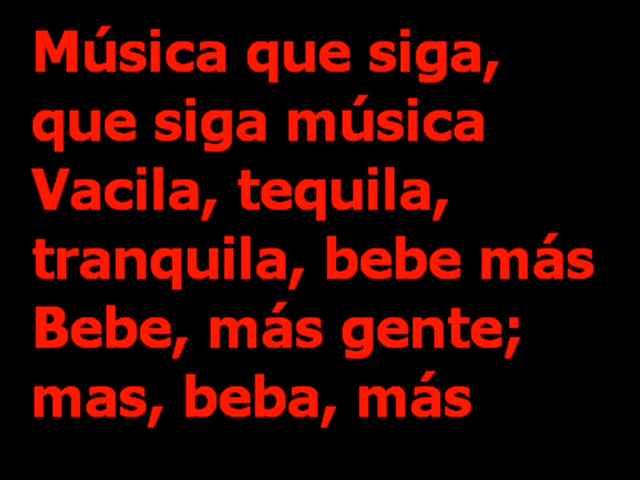 Música que siga,
que siga música
Vacila, tequila,
tranquila, bebe más
Bebe, más gente;
mas, beba, más